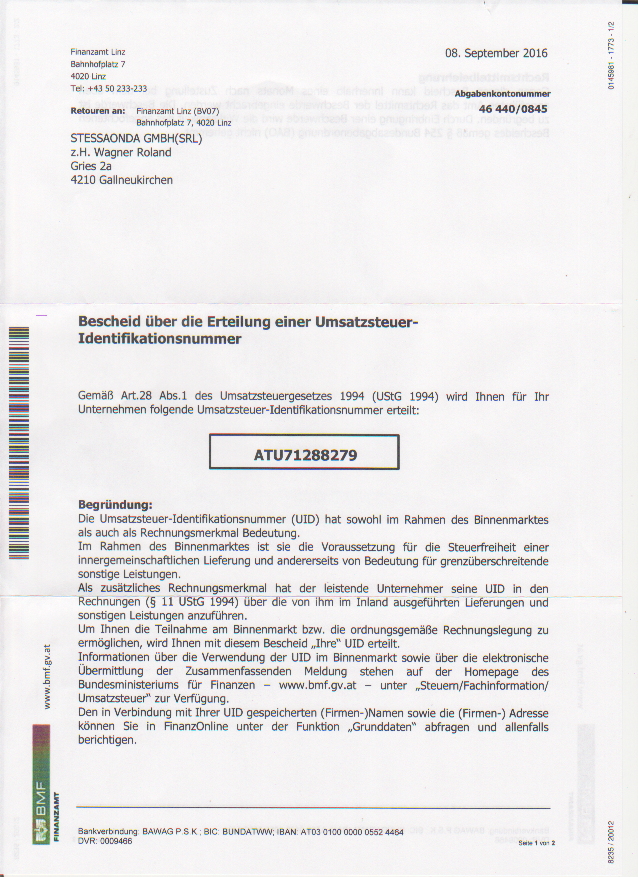 Finanzamt Linz
Bahnhofplatz 7
4020 Linz
Tel: +43 50 233-233
08. September 2016
Abgabenkontonummer
46 440/0845
Retouren an: Finanzamt Linz (BV07)
Bahnhofplatz 7, 4020 Linz
STESSAONDA GMBH(SRL)
z.H. Wagner Roland
Gries 2a
4210 Gallneukirchen
0145961 - 1773 - 1/2
Bescheid über die Erteilung einer Umsatzsteuer-
Identifikationsnummer
Gemäß Art.28 Abs.1 des Umsatzsteuergesetzes 1994 (UStG 1994) wird Ihnen für Ihr
Unternehmen folgende Umsatzsteuer-Identifikationsnummer erteilt:
ATU71288279
Begründung:
Die Umsatzsteuer-Identifikationsnummer (UID) hat sowohl im Rahmen des Binnenmarktes
als auch als Rechnungsmerkmal Bedeutung.
Im Rahmen des Binnenmarktes ist sie die Voraussetzung für die Steuerfreiheit einer
innergemeinschaftlichen Lieferung und andererseits von Bedeutung für grenzüberschreitende
sonstige Leistungen.
Als zusätzliches Rechnungsmerkmal hat der leistende Unternehmer seine UID in den
Rechnungen (§ 11 UStG 1994) über die von ihm im Inland ausgeführten Lieferungen und
sonstigen Leistungen anzuführen.
Um Ihnen die Teilnahme am Binnenmarkt bzw. die ordnungsgemäße Rechnungslegung zu
ermöglichen, wird Ihnen mit diesem Bescheid „Ihre" UID erteilt.
Informationen über die Verwendung der UID im Binnenmarkt sowie über die elektronische
Übermittlung der Zusammenfassenden Meldung stehen auf der Homepage des
Bundesministeriums für Finanzen – www.bmf.gv.at – unter „Steuern/Fachinformation/
Umsatzsteuer" zur Verfügung.
Den in Verbindung mit Ihrer UID gespeicherten (Firmen-)Namen sowie die (Firmen-) Adresse
können Sie in FinanzOnline unter der Funktion „Grunddaten" abfragen und allenfalls
berichtigen.
www.bmf.gv.at
BMF
FINANZAMT
Bankverbindung: BAWAG P.S.K.; BIC: BUNDATWW; IBAN: AT03 0100 0000 0552 4464
DVR: 0009466
Seite 1 von 2
8235 / 20012